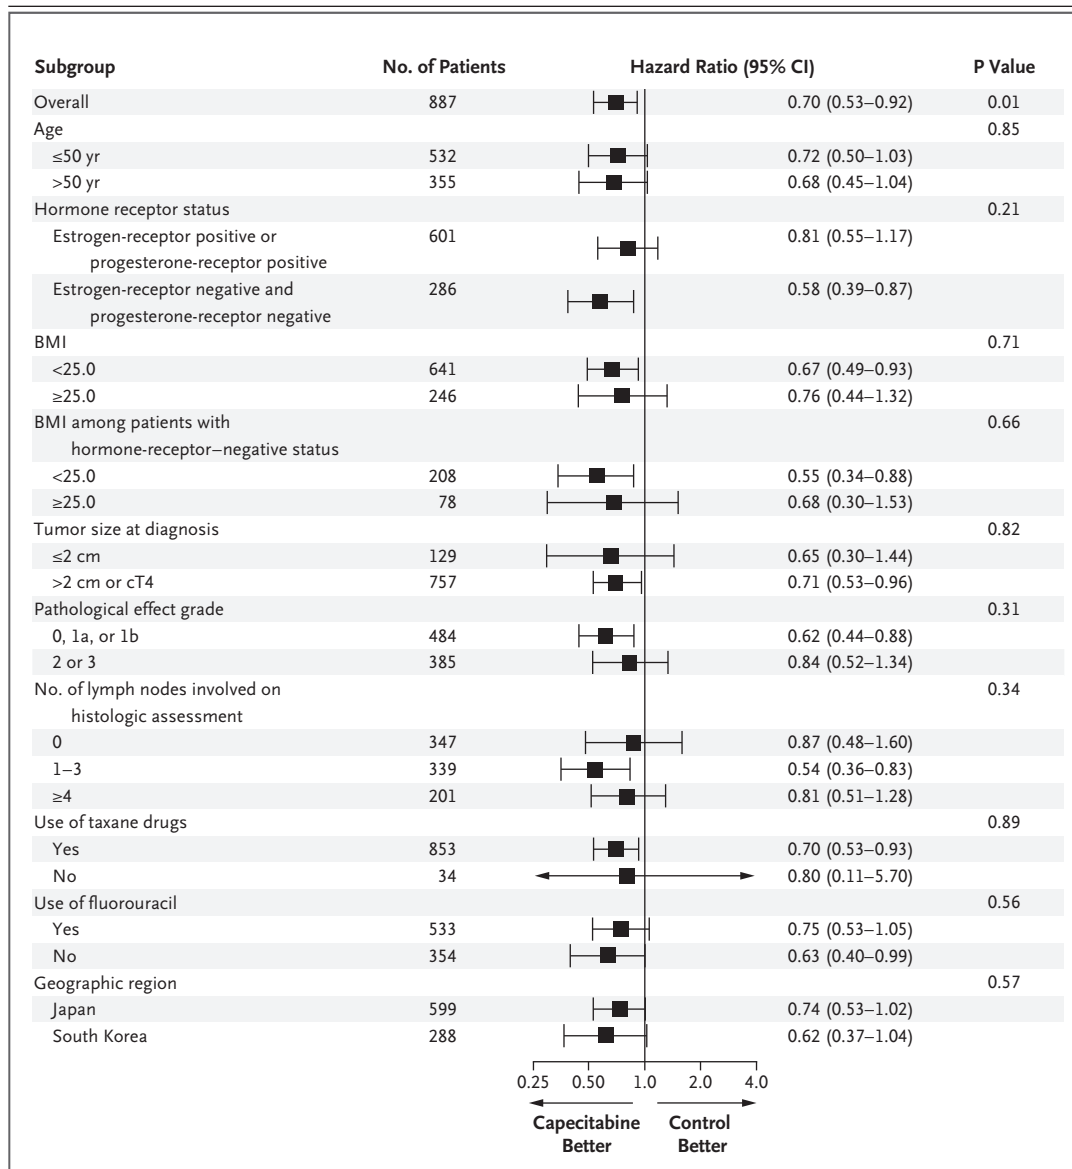 Subgroup No. of Patients Hazard Ratio (95% CI) P Value
Overall 887 0.70 (0.53–0.92) 0.01
Age 0.85
≤50 yr 532 0.72 (0.50–1.03)
>50 yr 355 0.68 (0.45–1.04)
Hormone receptor status 0.21
Estrogen-receptor positive or 601 0.81 (0.55–1.17)
progesterone-receptor positive
Estrogen-receptor negative and 286 0.58 (0.39–0.87)
progesterone-receptor negative
BMI 0.71
<25.0 641 0.67 (0.49–0.93)
≥25.0 246 0.76 (0.44–1.32)
BMI among patients with 0.66
hormone-receptor–negative status
<25.0 208 0.55 (0.34–0.88)
≥25.0 78 0.68 (0.30–1.53)
Tumor size at diagnosis 0.82
≤2 cm 129 0.65 (0.30–1.44)
>2 cm or cT4 757 0.71 (0.53–0.96)
Pathological effect grade 0.31
0, 1a, or 1b 484 0.62 (0.44–0.88)
2 or 3 385 0.84 (0.52–1.34)
No. of lymph nodes involved on 0.34
histologic assessment
0 347 0.87 (0.48–1.60)
1–3 339 0.54 (0.36–0.83)
≥4 201 0.81 (0.51–1.28)
Use of taxane drugs 0.89
Yes 853 0.70 (0.53–0.93)
No 34 0.80 (0.11–5.70)
Use of fluorouracil 0.56
Yes 533 0.75 (0.53–1.05)
No 354 0.63 (0.40–0.99)
Geographic region 0.57
Japan 599 0.74 (0.53–1.02)
South Korea 288 0.62 (0.37–1.04)
0.25 0.50 1.0 2.0 4.0
Capecitabine Control
Better Better